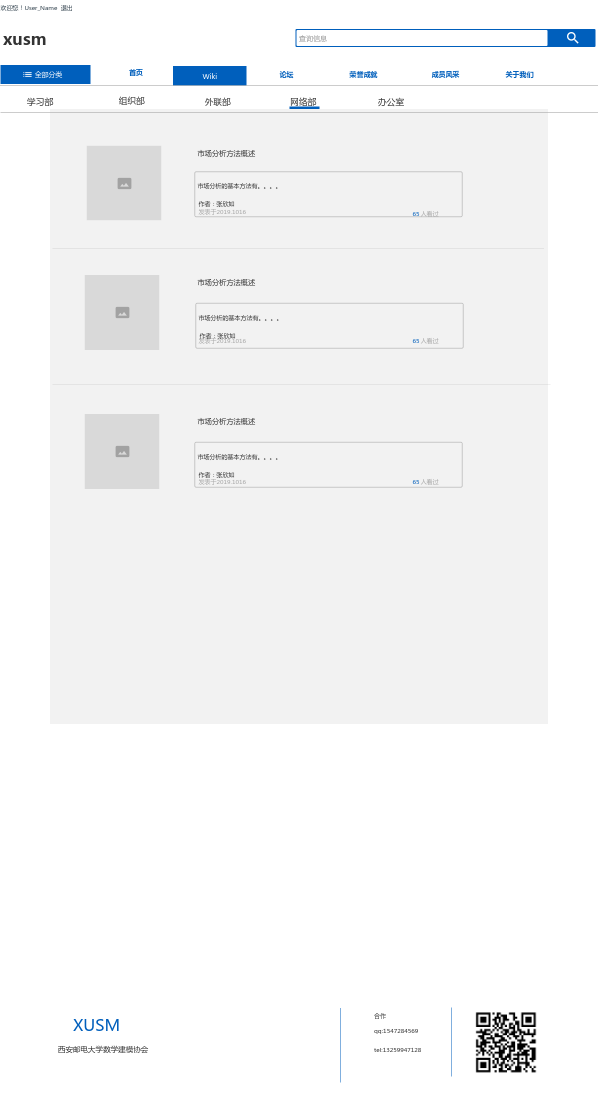 欢迎您！User_Name 退出
xusm
查询信息
全部分类 首页 Wiki 论坛 荣誉成就 成员风采 关于我们
学习部 组织部 外联部 网络部 办公室
市场分析方法概述
市场分析的基本方法有。。。。
作者：张欣如
发表于2019.1016 65 人看过
市场分析方法概述
市场分析的基本方法有。。。。
作者：张欣如
发表于2019.1016 65 人看过
市场分析方法概述
市场分析的基本方法有。。。。
作者：张欣如
发表于2019.1016 65 人看过
XUSM
西安邮电大学数学建模协会
合作
qq:1547284569
tel:13259947128